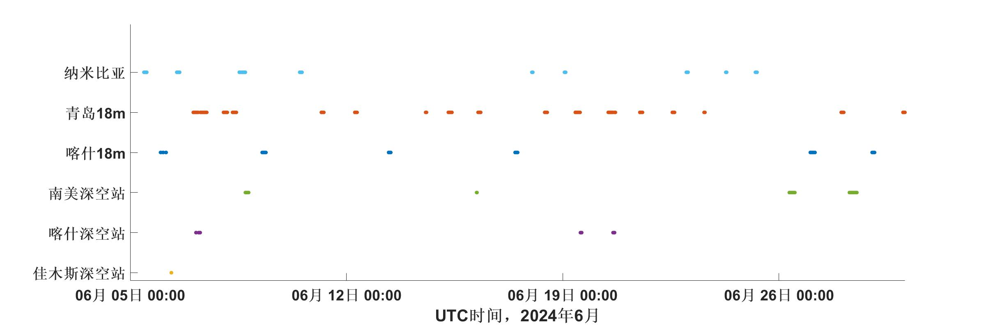 纳米比亚
青岛18m
喀什18m
南美深空站
喀什深空站
佳木斯深空站
06月 05日 00:00 06月 12日 00:00 06月 19日 00:00 06月 26日 00:00
UTC时间，2024年6月